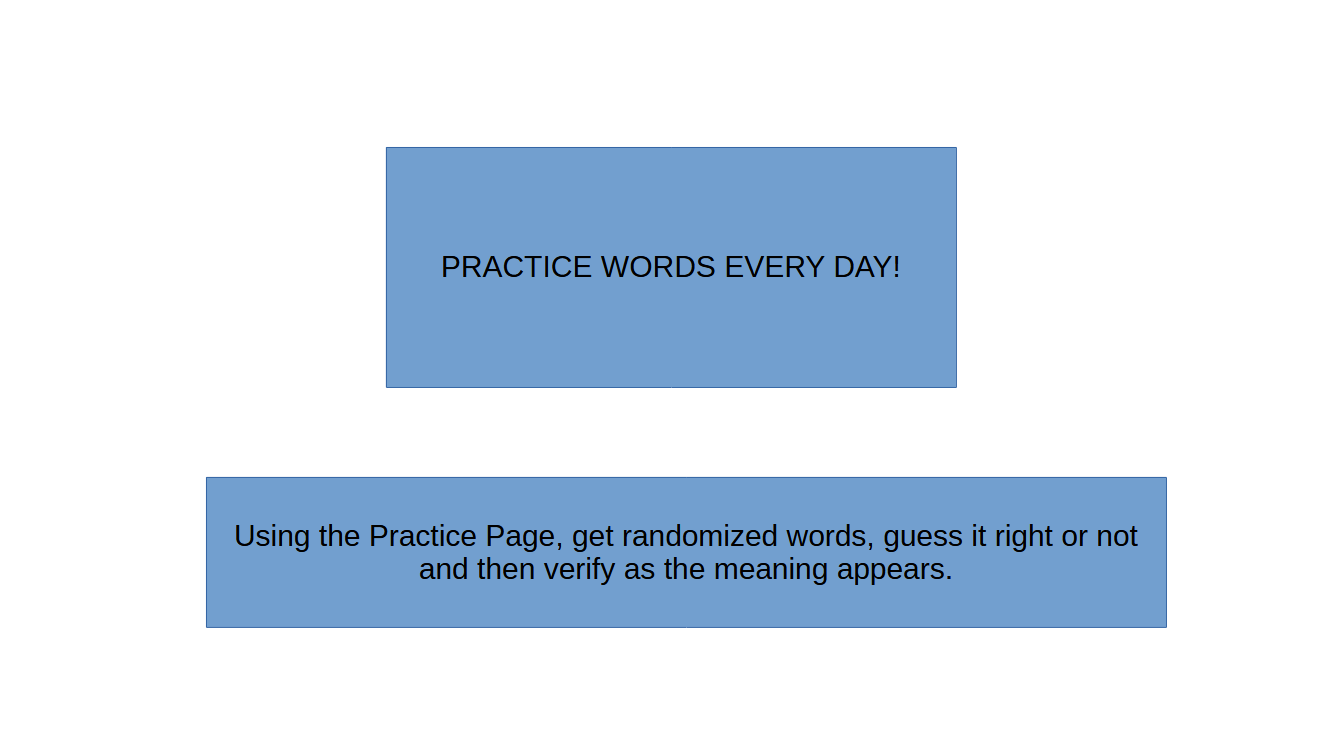 PRACTICE WORDS EVERY DAY!
Using the Practice Page, get randomized words, guess it right or not
and then verify as the meaning appears.